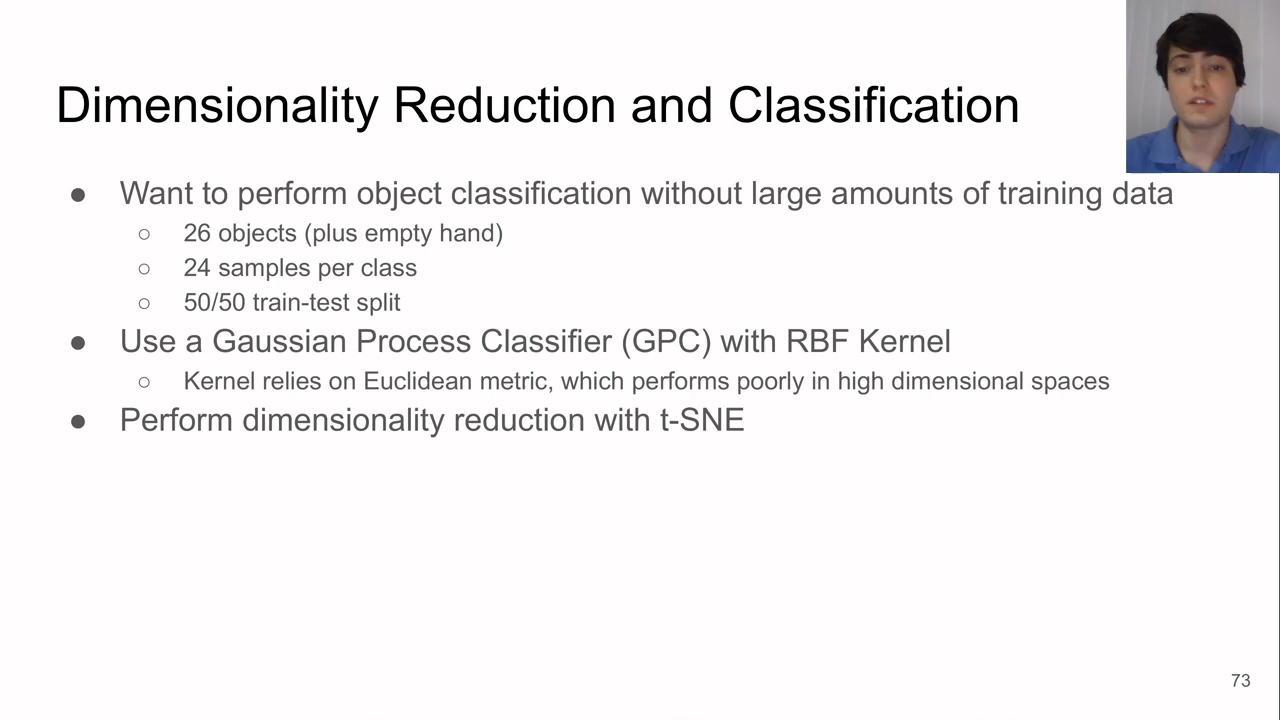 Dimensionality Reduction and Classification
● Want to perform object classification without large amounts of training data
○ 26 objects (plus empty hand)
○ 24 samples per class
○ 50/50 train-test split
● Use a Gaussian Process Classifier (GPC) with RBF Kernel
○ Kernel relies on Euclidean metric, which performs poorly in high dimensional spaces
● Perform dimensionality reduction with t-SNE
73